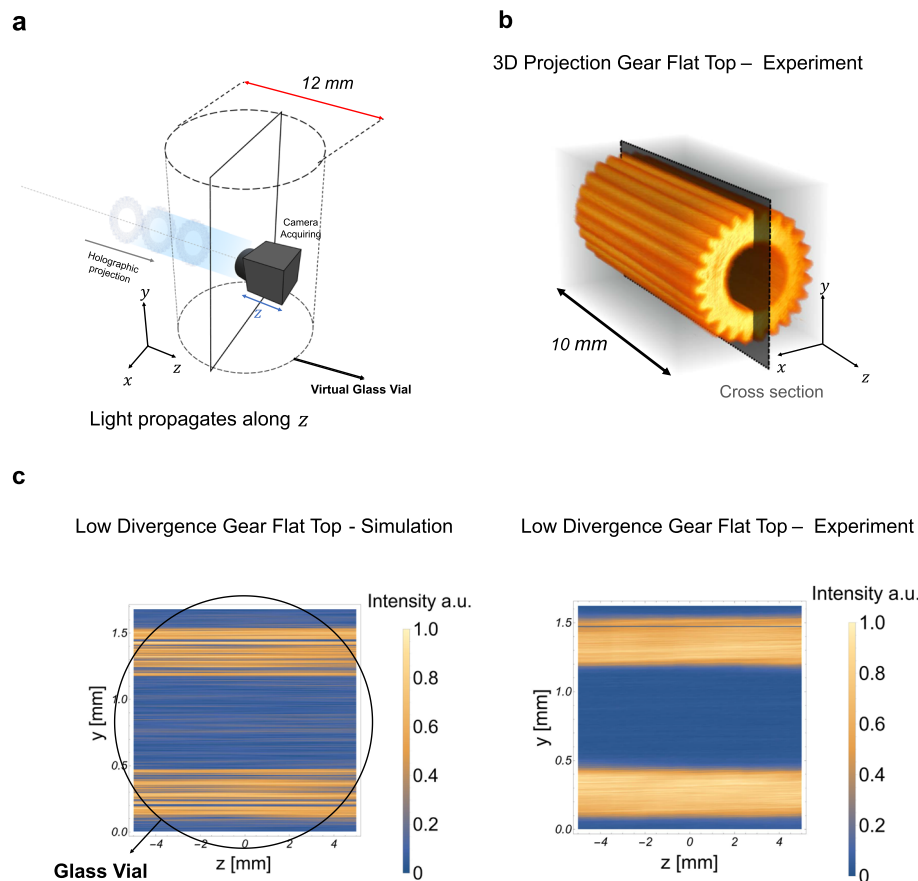 a
12 mm
Camera
Acquiring
Holographic
projection
z
y
x
z
Virtual Glass Vial
Light propagates along z
b
3D Projection Gear Flat Top – Experiment
10 mm
y
x
z
Cross section
c
Low Divergence Gear Flat Top - Simulation
Intensity a.u.
1.0
0.8
0.6
0.4
0.2
0
1.5
1.0
0.5
0.0
y [mm]
−4 −2 0 2 4
z [mm]
Glass Vial
Low Divergence Gear Flat Top – Experiment
Intensity a.u.
1.0
0.8
0.6
0.4
0.2
0
1.5
1.0
0.5
0.0
y [mm]
−4 −2 0 2 4
z [mm]